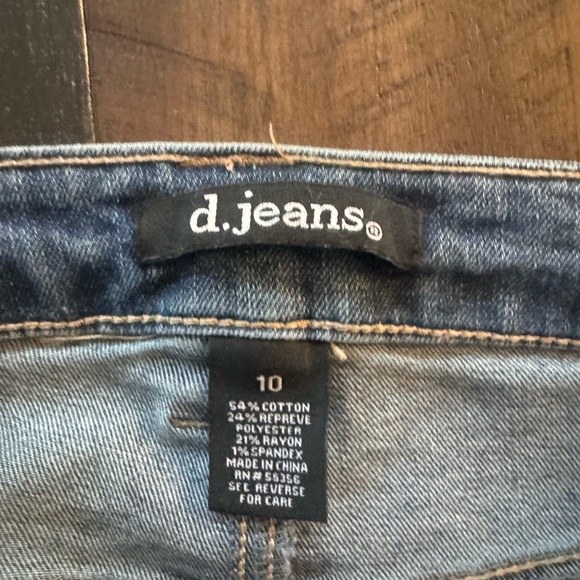 d.jeans®
10
54% COTTON
24% REPREVE
POLYESTER
21% RAYON
1% SPANDEX
MADE IN CHINA
RN# 56356
SEE REVERSE
FOR CARE